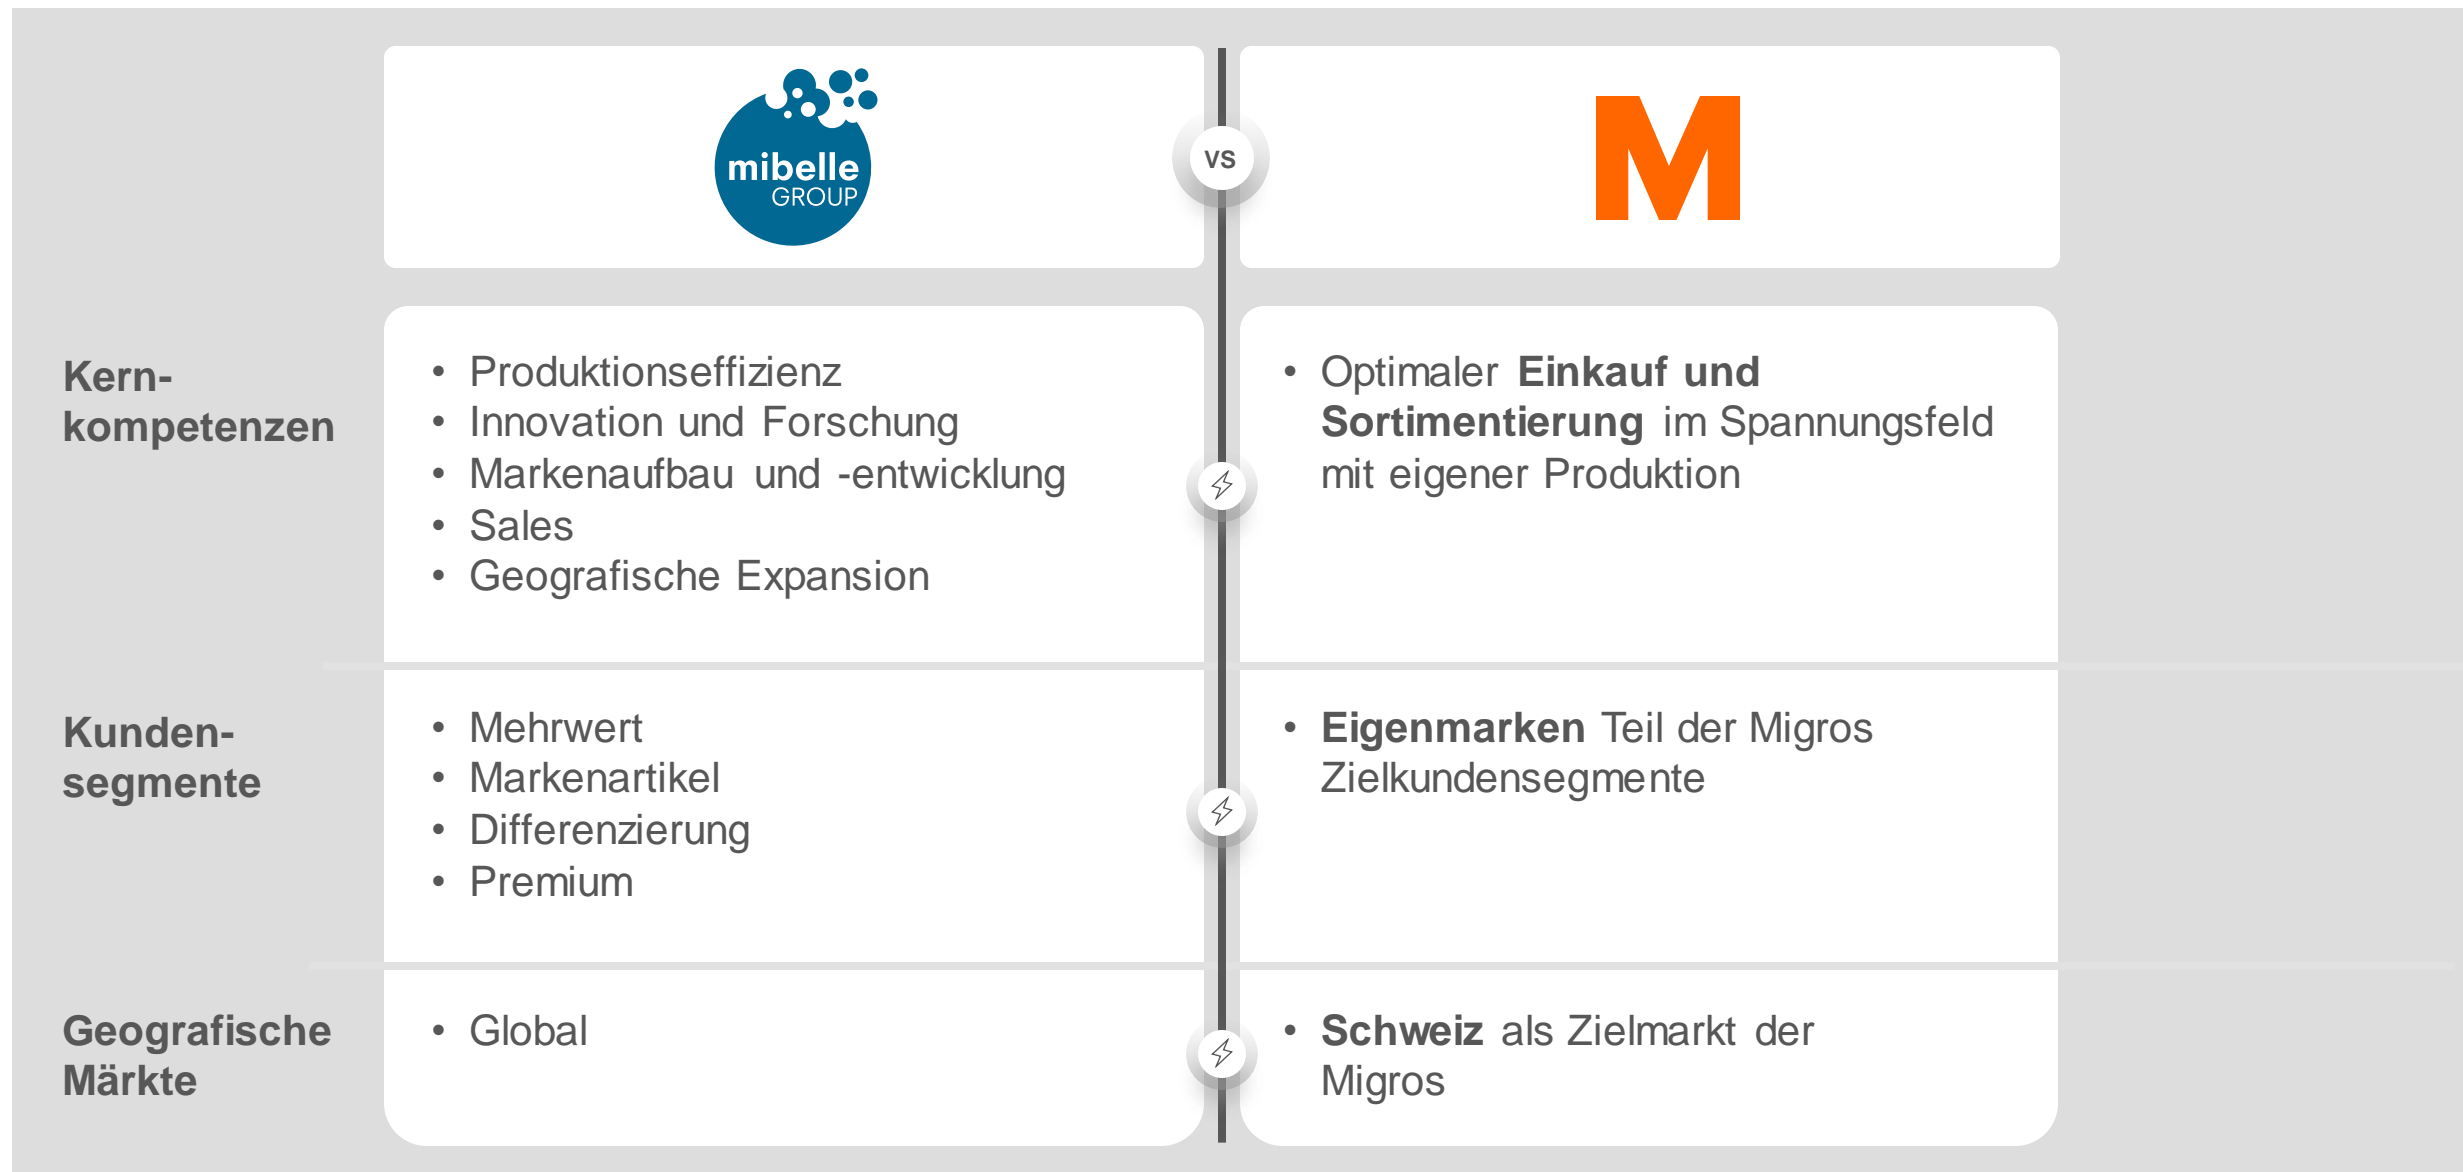 mibelle
GROUP
VS
M
Kern-
kompetenzen
• Produktionseffizienz
• Innovation und Forschung
• Markenaufbau und -entwicklung
• Sales
• Geografische Expansion
• Optimaler Einkauf und
Sortimentierung im Spannungsfeld
mit eigener Produktion
Kunden-
segmente
• Mehrwert
• Markenartikel
• Differenzierung
• Premium
• Eigenmarken Teil der Migros
Zielkundensegmente
Geografische
Märkte
• Global
• Schweiz als Zielmarkt der
Migros